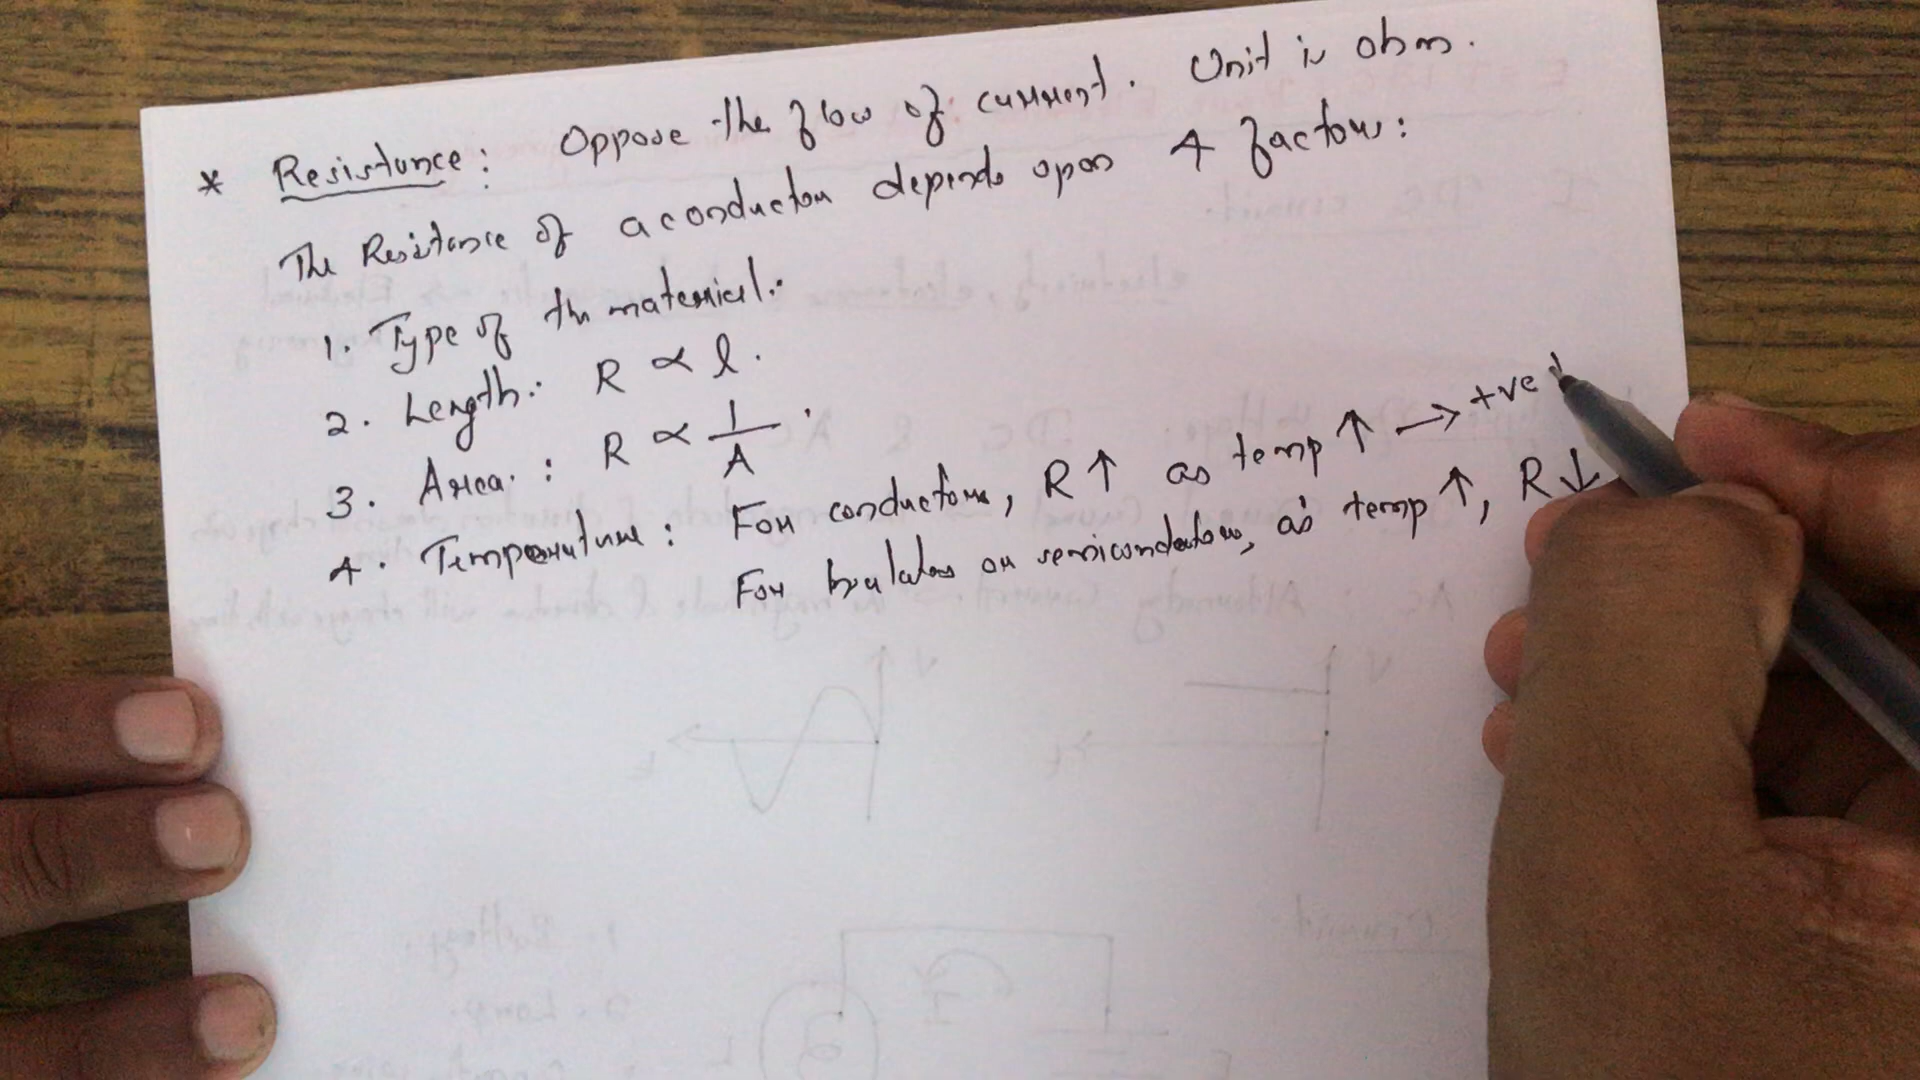 * Resistance: Oppose the flow of current. Unit is ohm.
The Resistance of a conductor depends upon 4 factors:
1. Type of the material.
2. Length: R ∝ l.
3. Area: R ∝ 1/A.
4. Temperature: For conductors, R↑ as temp ↑ → +ve
For insulators or semiconductors, as temp ↑, R↓